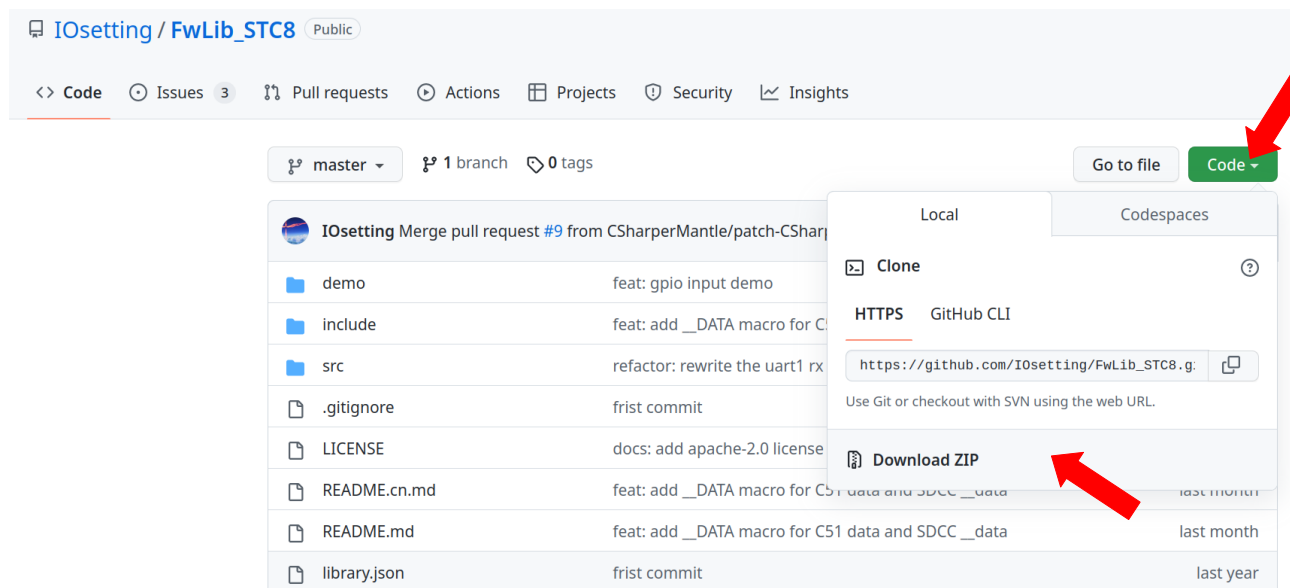 IOsetting / FwLib_STC8 Public
Code Issues 3 Pull requests Actions Projects Security Insights
master 1 branch 0 tags Go to file Code
Local Codespaces
IOsetting Merge pull request #9 from CSharperMantle/patch-CSharp
Clone
demo feat: gpio input demo
HTTPS GitHub CLI
include feat: add __DATA macro for C5
https://github.com/IOsetting/FwLib_STC8.gi
src refactor: rewrite the uart1 rx
Use Git or checkout with SVN using the web URL.
.gitignore frist commit
LICENSE docs: add apache-2.0 license
Download ZIP
README.cn.md feat: add __DATA macro for C51 data and SDCC __data last month
README.md feat: add __DATA macro for C51 data and SDCC __data last month
library.json frist commit last year